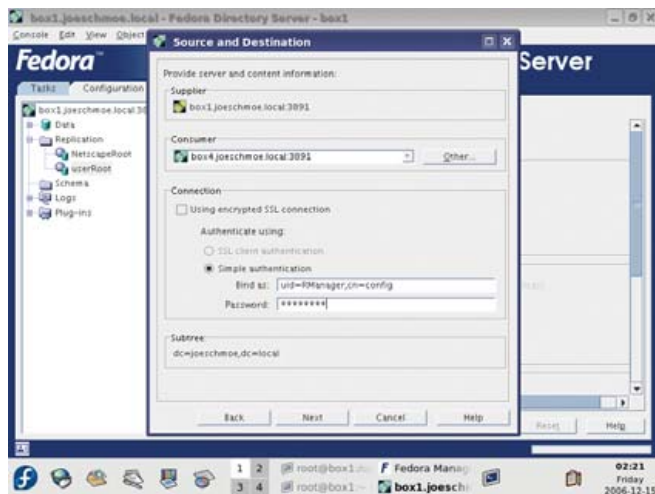 box1.joeschmoe.local - Fedora Directory Server - box1
Console Edit View Object
Fedora™
Server
Tasks Configuration
box1.joeschmoe.local:38
Data
Replication
NetscapeRoot
userRoot
Schema
Logs
Plug-ins
Source and Destination
Provide server and content information:
Supplier
box1.joeschmoe.local:3891
Consumer
box4.joeschmoe.local:3891
Other...
Connection
Using encrypted SSL connection
Authenticate using:
SSL client authentication
Simple authentication
Bind as: uid=RManager,cn=config
Password: ********
Subtree
dc=joeschmoe,dc=local
Back Next Cancel Help
Reset Help
1 2
3 4
root@box1:
Fedora Manag
root@box1:~
box1.joesch
02:21
Friday
2006-12-15